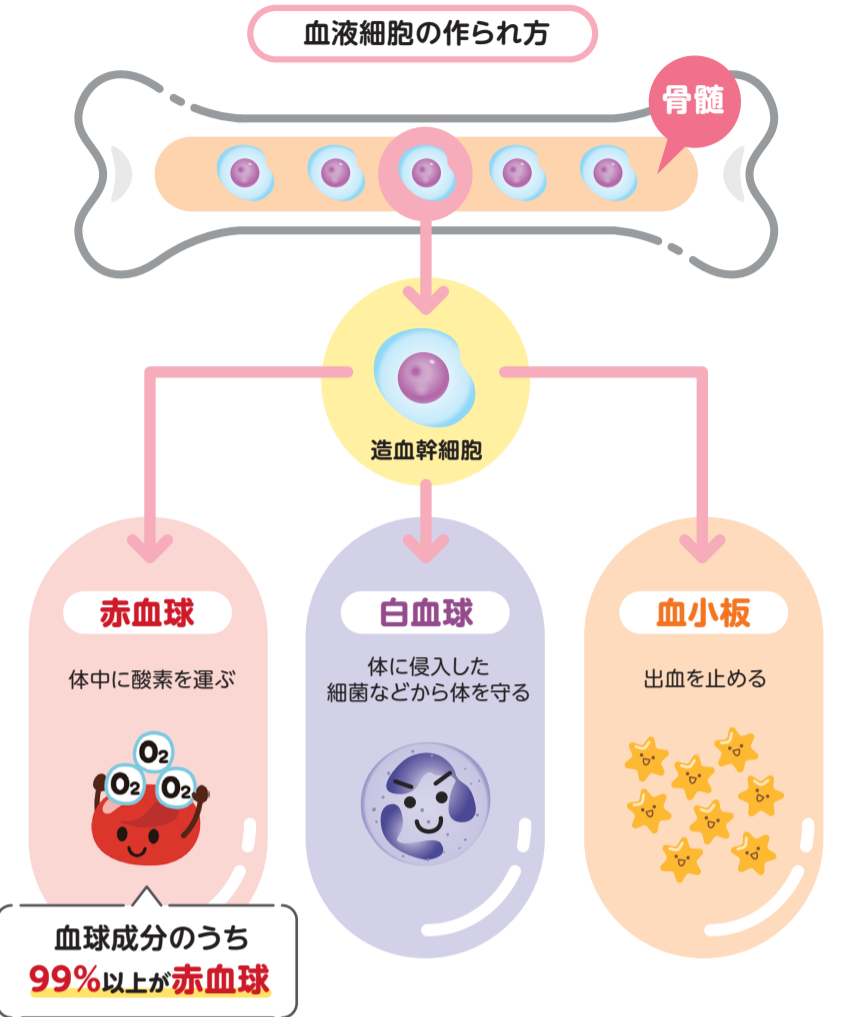 血液細胞の作られ方
骨髄
造血幹細胞
赤血球
体中に酸素を運ぶ
O₂
O₂
O₂
血球成分のうち
99%以上が赤血球
白血球
体に侵入した
細菌などから体を守る
血小板
出血を止める